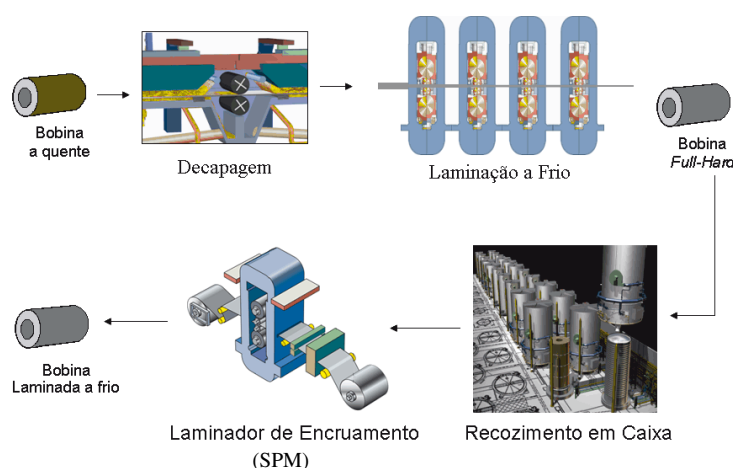 Bobina
a quente
Decapagem
Laminação a Frio
Bobina
Full-Hard
Bobina
Laminada a frio
Laminador de Encruamento
(SPM)
Recozimento em Caixa